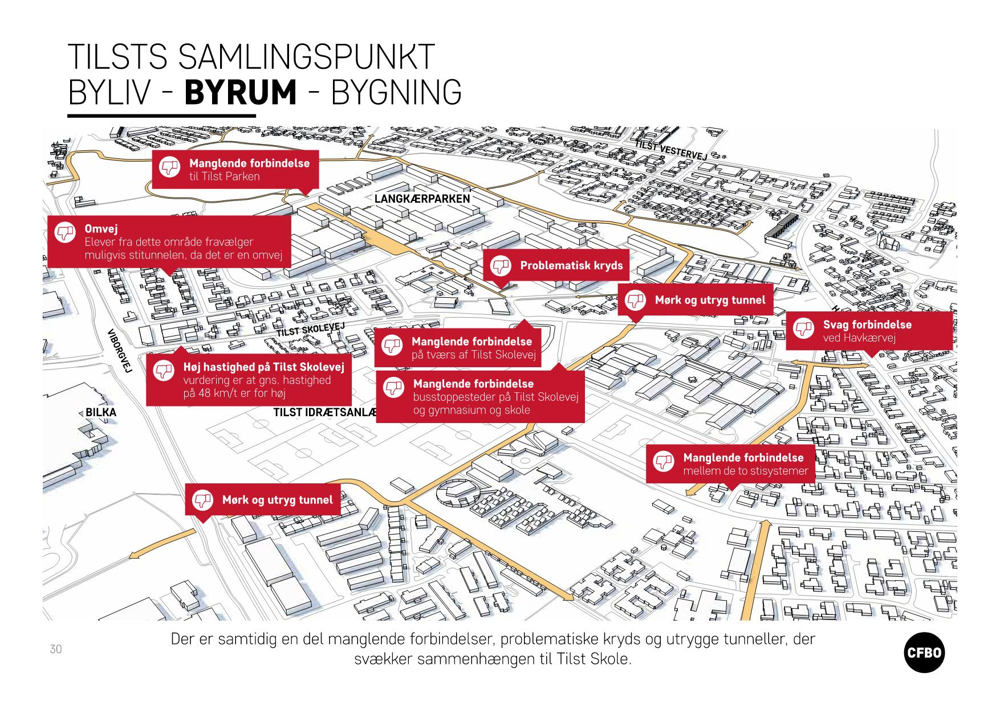 TILSTS SAMLINGSPUNKT
BYLIV - BYRUM - BYGNING
TILST VESTERVEJ
Manglende forbindelse
til Tilst Parken
LANGKÆRPARKEN
Omvej
Elever fra dette område fravælger
muligvis stitunnelen, da det er en omvej
Problematisk kryds
Mørk og utryg tunnel
Svag forbindelse
ved Havkærvej
TILST SKOLEVEJ
VIBORGVEJ
Manglende forbindelse
på tværs af Tilst Skolevej
Høj hastighed på Tilst Skolevej
vurdering er at gns. hastighed
på 48 km/t er for høj
Manglende forbindelse
busstoppesteder på Tilst Skolevej
og gymnasium og skole
BILKA
TILST IDRÆTSANLÆ
Manglende forbindelse
mellem de to stisystemer
Mørk og utryg tunnel
Der er samtidig en del manglende forbindelser, problematiske kryds og utrygge tunneller, der
svækker sammenhængen til Tilst Skole.
30
CFBO